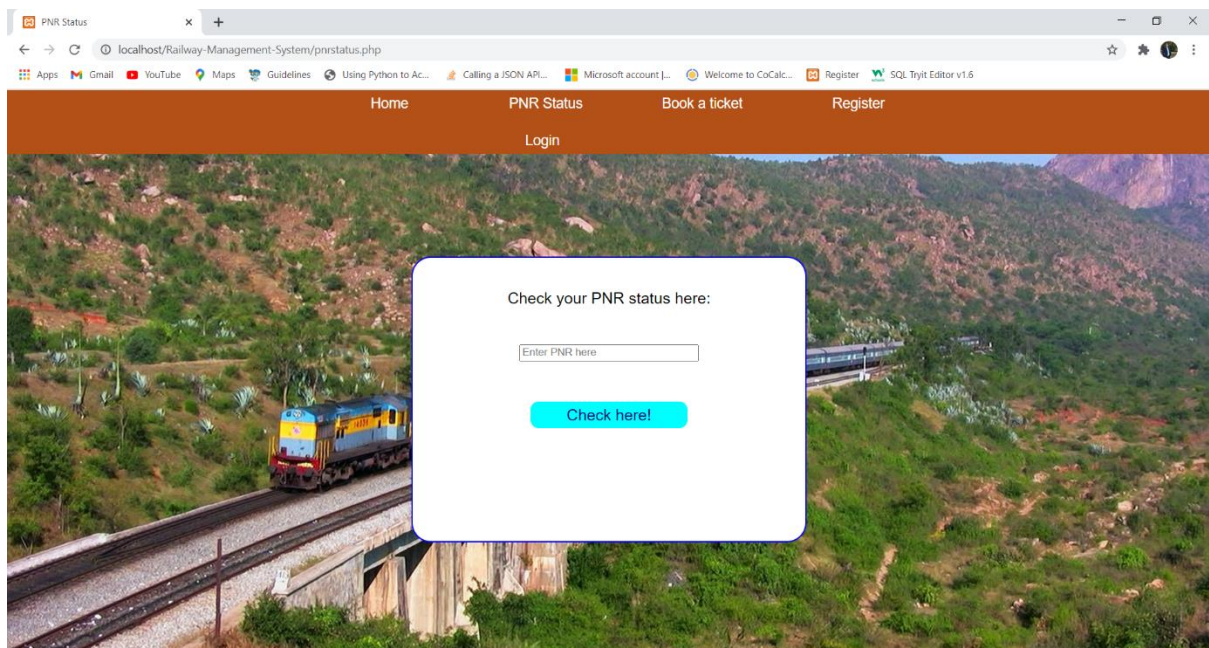 PNR Status
localhost/Railway-Management-System/pnrstatus.php
Apps Gmail YouTube Maps Guidelines Using Python to Ac... Calling a JSON API... Microsoft account |... Welcome to CoCalc... Register SQL Tryit Editor v1.6
Home PNR Status Book a ticket Register
Login
Check your PNR status here:
Enter PNR here
Check here!